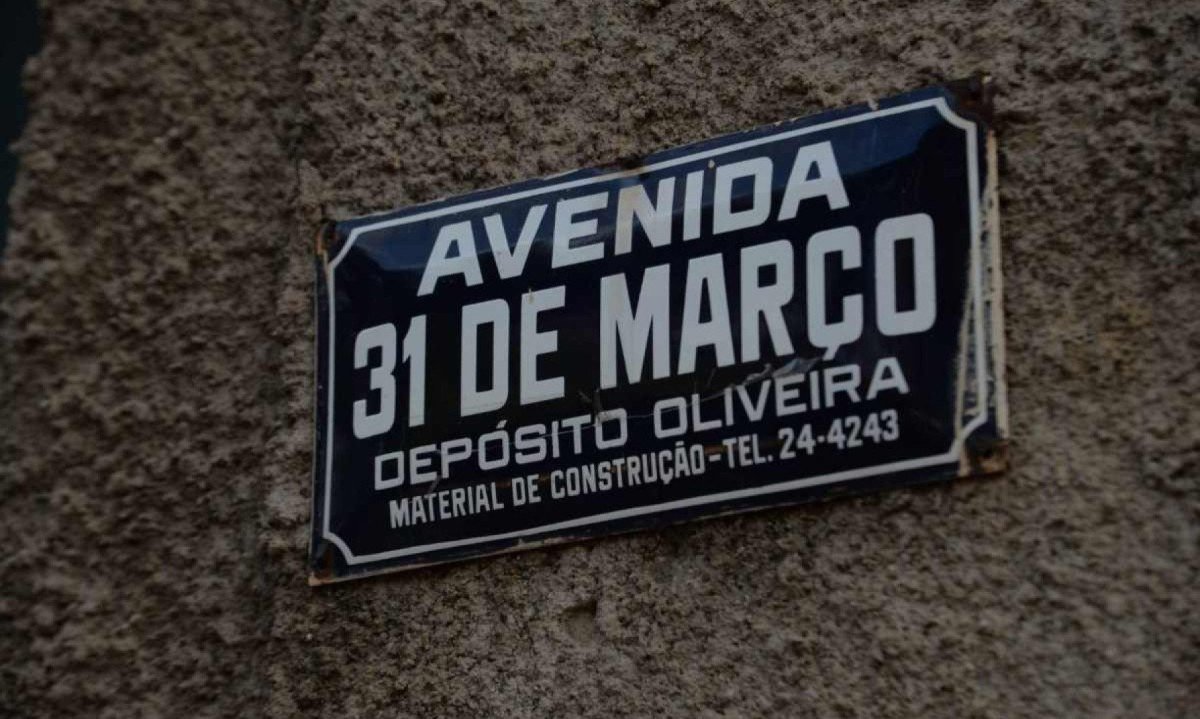 AVENIDA
31 DE MARÇO
DEPÓSITO OLIVEIRA
MATERIAL DE CONSTRUÇÃO-TEL. 24-4243